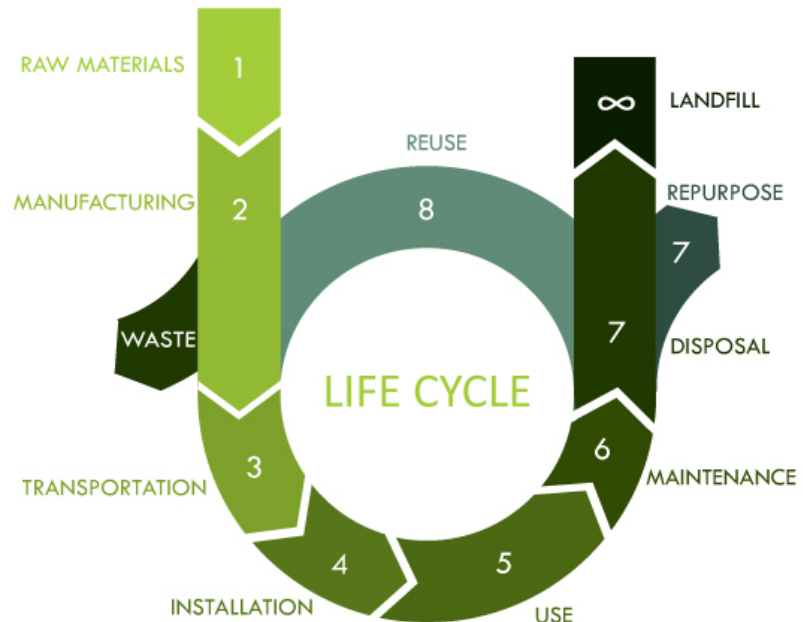 RAW MATERIALS
1
∞
LANDFILL
REUSE
MANUFACTURING
2
8
REPURPOSE
7
WASTE
7
DISPOSAL
LIFE CYCLE
TRANSPORTATION
3
6
MAINTENANCE
4
5
INSTALLATION
USE